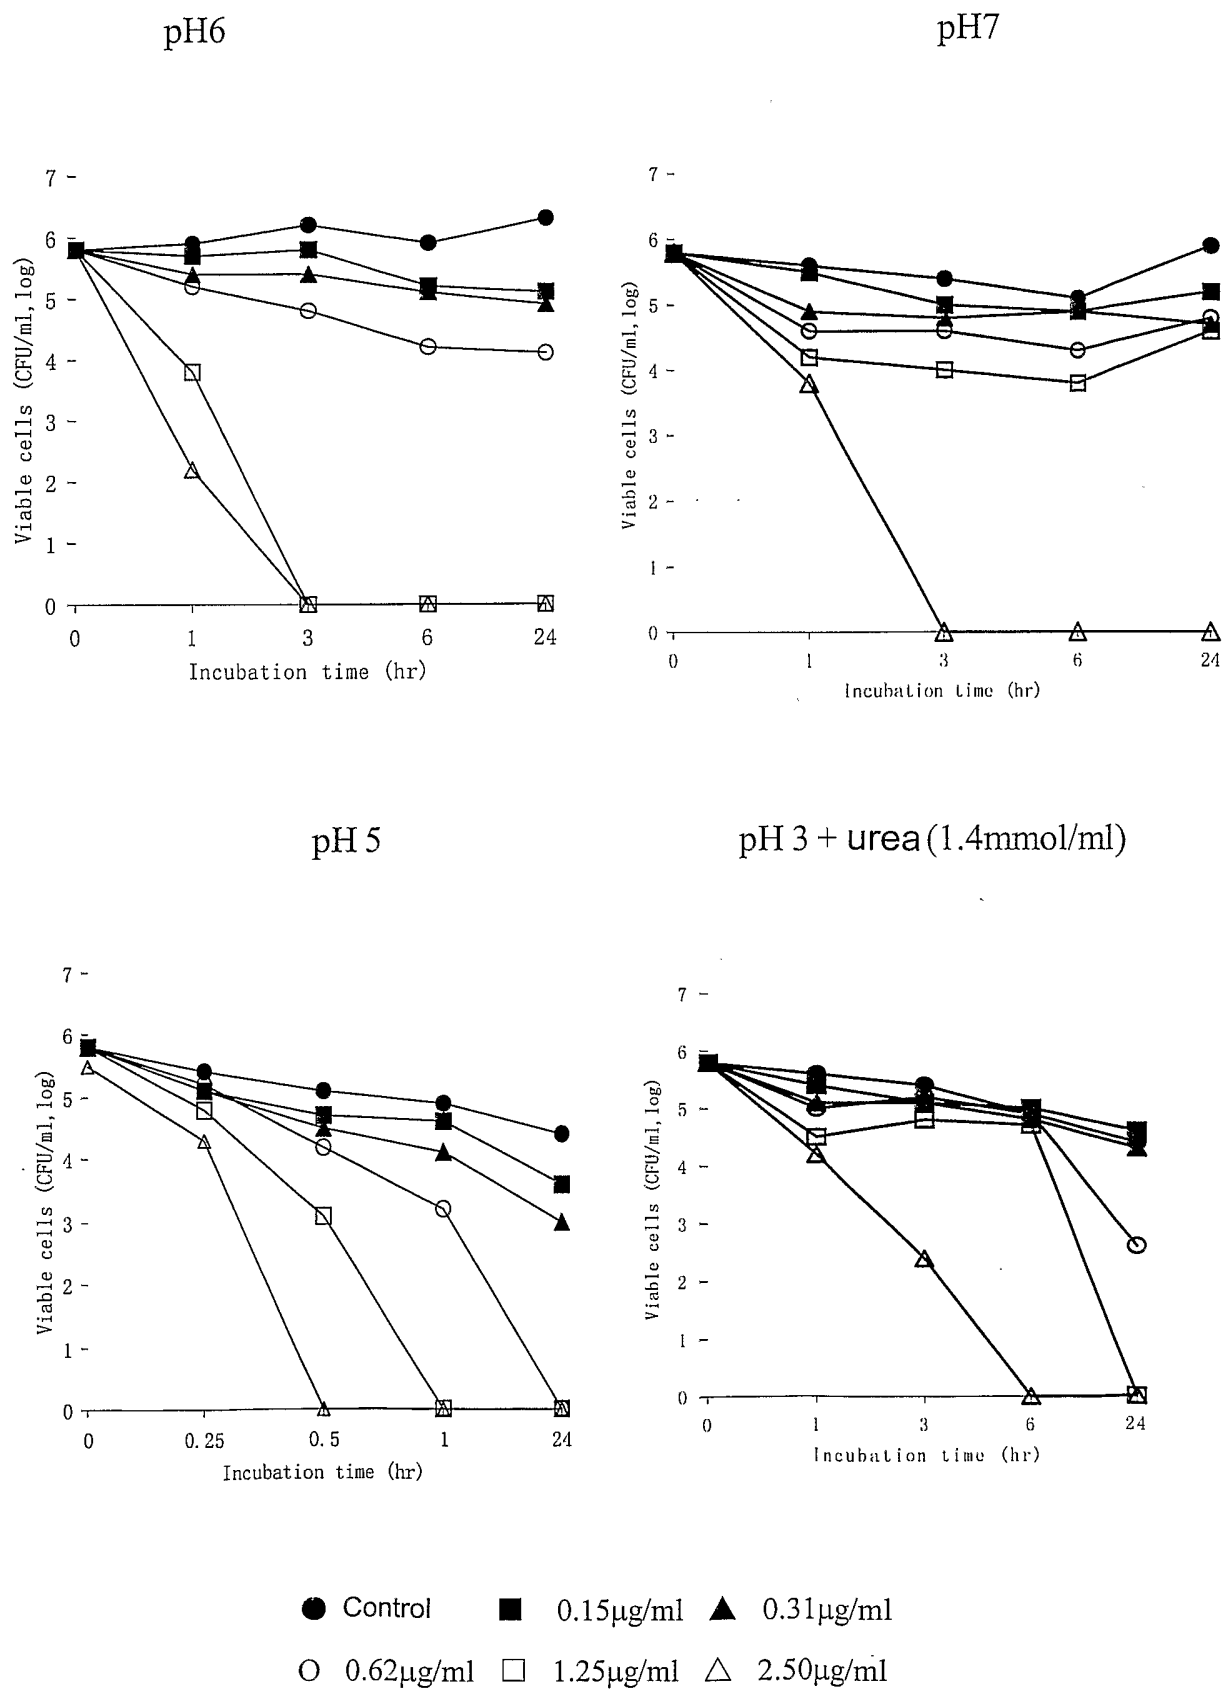 pH6
7
6
5
4
3
2
1
0
Viable cells (CFU/ml, log)
0 1 3 6 24
Incubation time (hr)
pH7
7
6
5
4
3
2
1
0
Viable cells (CFU/ml, log)
0 1 3 6 24
Incubation time (hr)
pH 5
7
6
5
4
3
2
1
0
Viable cells (CFU/ml, log)
0 0.25 0.5 1 24
Incubation time (hr)
pH 3 + urea (1.4mmol/ml)
7
6
5
4
3
2
1
0
Viable cells (CFU/ml, log)
0 1 3 6 24
Incubation time (hr)
Control 0.15µg/ml 0.31µg/ml
0.62µg/ml 1.25µg/ml 2.50µg/ml